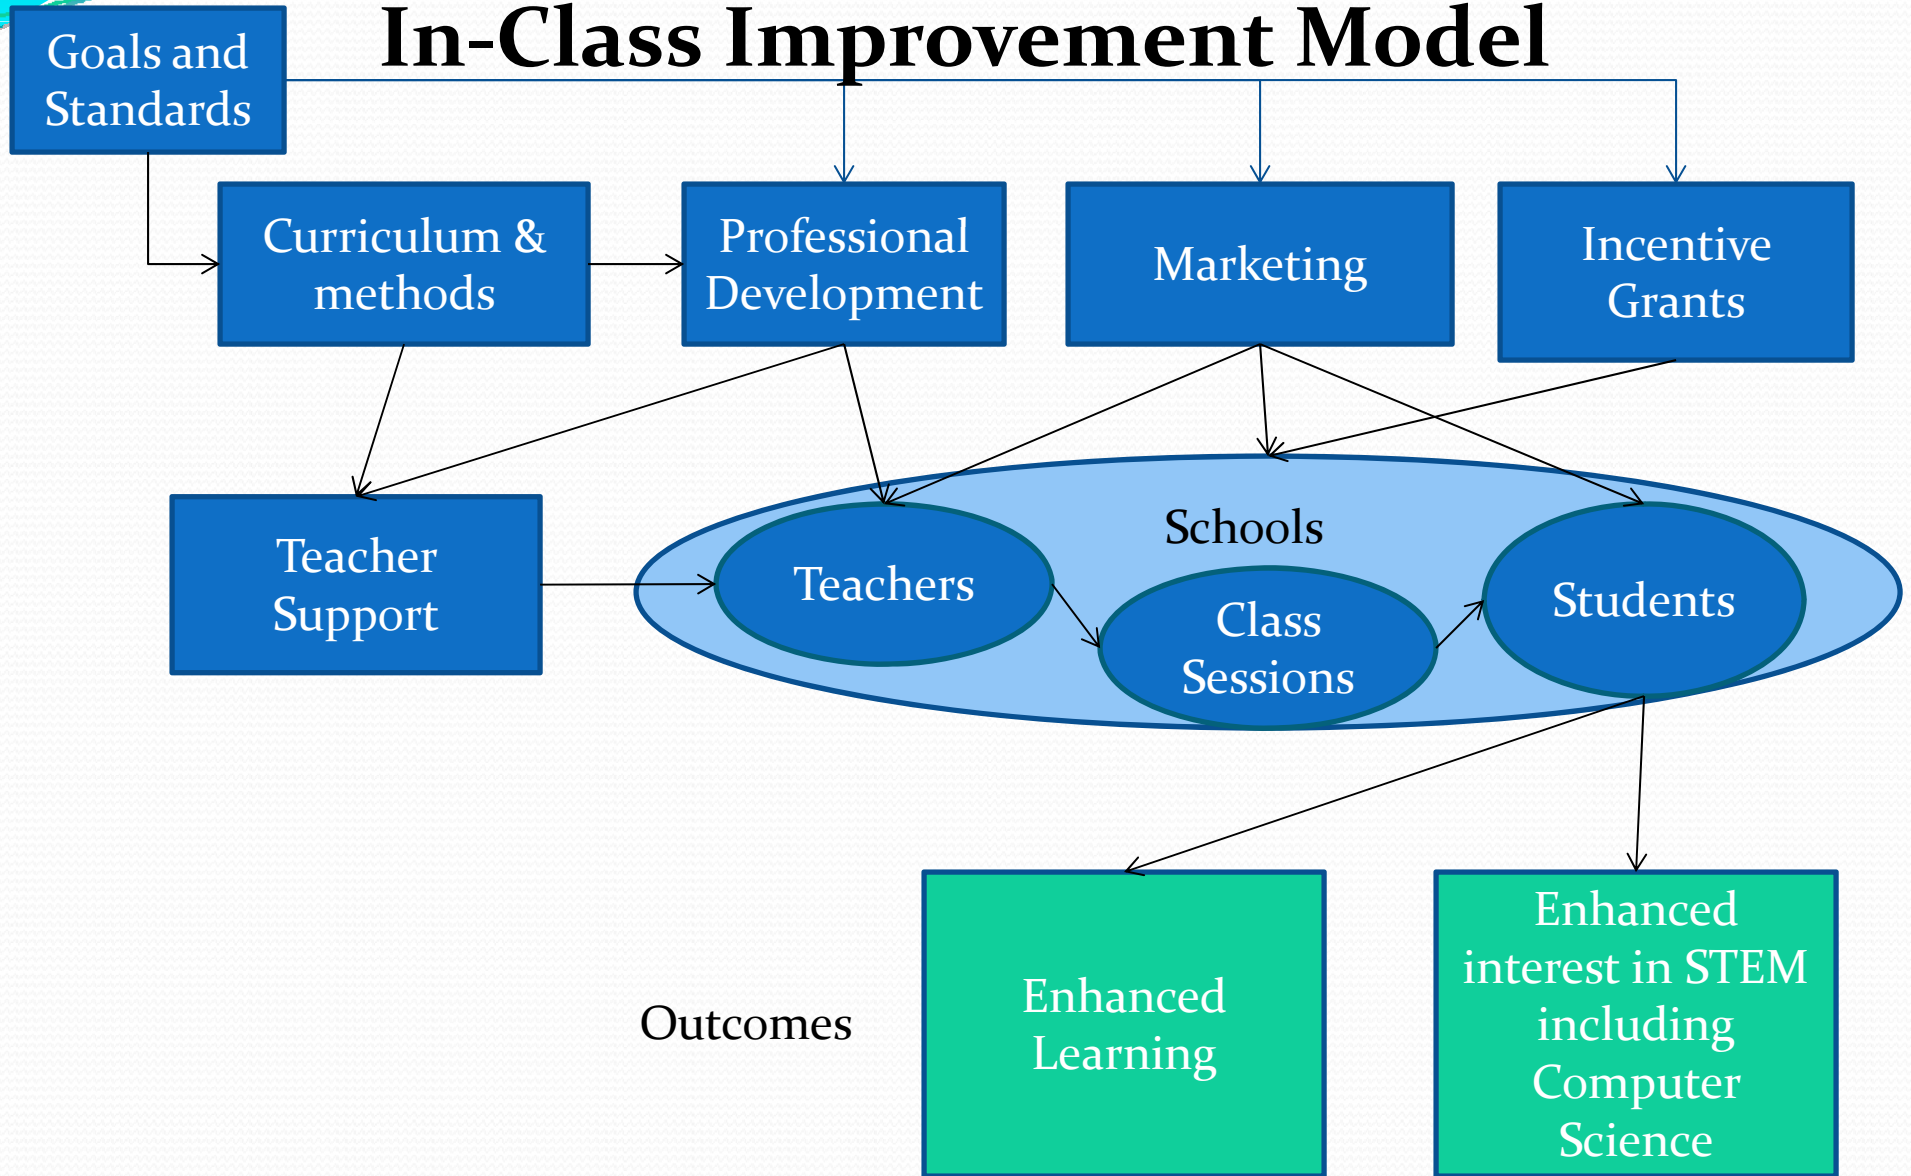 In-Class Improvement Model
Goals and
Standards
Curriculum &
methods
Professional
Development
Marketing
Incentive
Grants
Teacher
Support
Schools
Teachers
Class
Sessions
Students
Outcomes
Enhanced
Learning
Enhanced
interest in STEM
including
Computer
Science